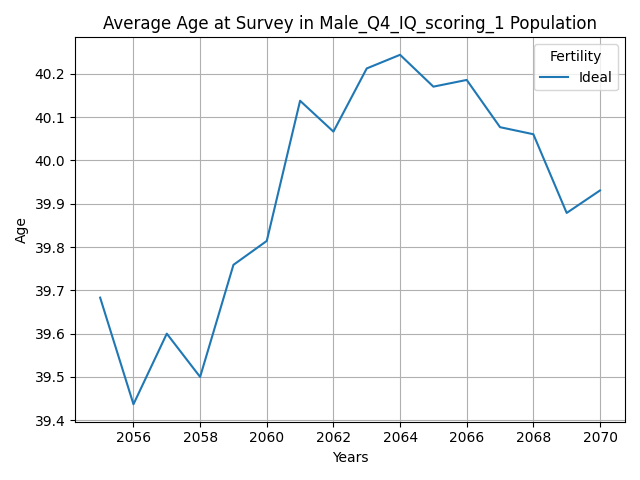 Average Age at Survey in Male_Q4_IQ_scoring_1 Population
Fertility
Ideal
40.2
40.1
40.0
39.9
39.8
39.7
39.6
39.5
39.4
Age
2056 2058 2060 2062 2064 2066 2068 2070
Years